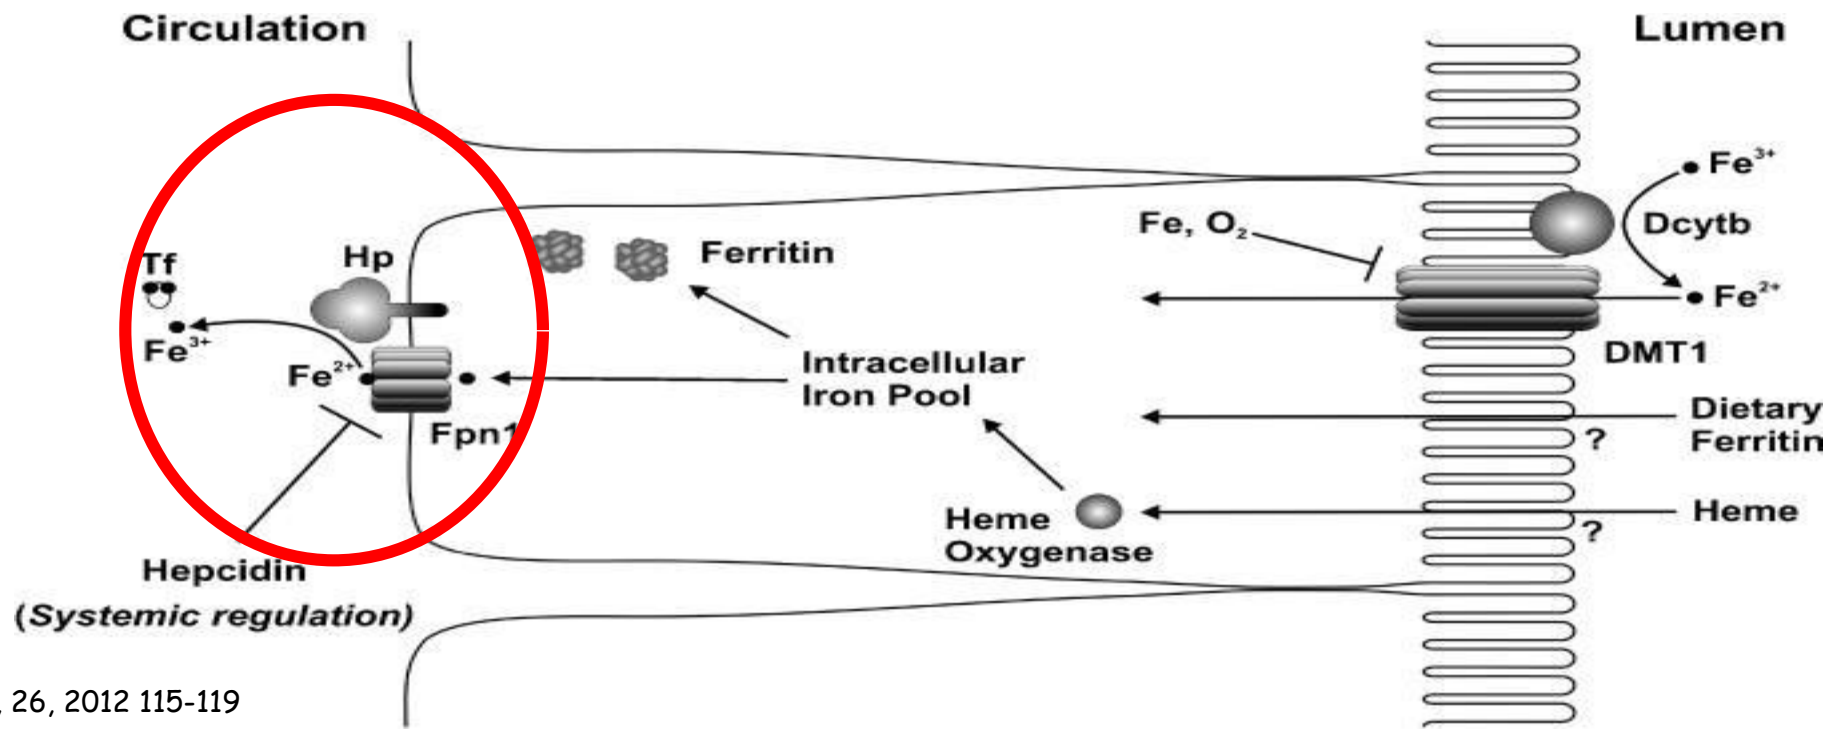 Circulation
Lumen
Fe³⁺
Dcytb
Fe, O₂
Fe²⁺
DMT1
Tf
Hp
Ferritin
Fe³⁺
Fe²⁺
Fpn1
Intracellular
Iron Pool
Dietary
Ferritin
?
Heme
Oxygenase
Heme
?
Hepcidin
(Systemic regulation)
, 26, 2012 115-119